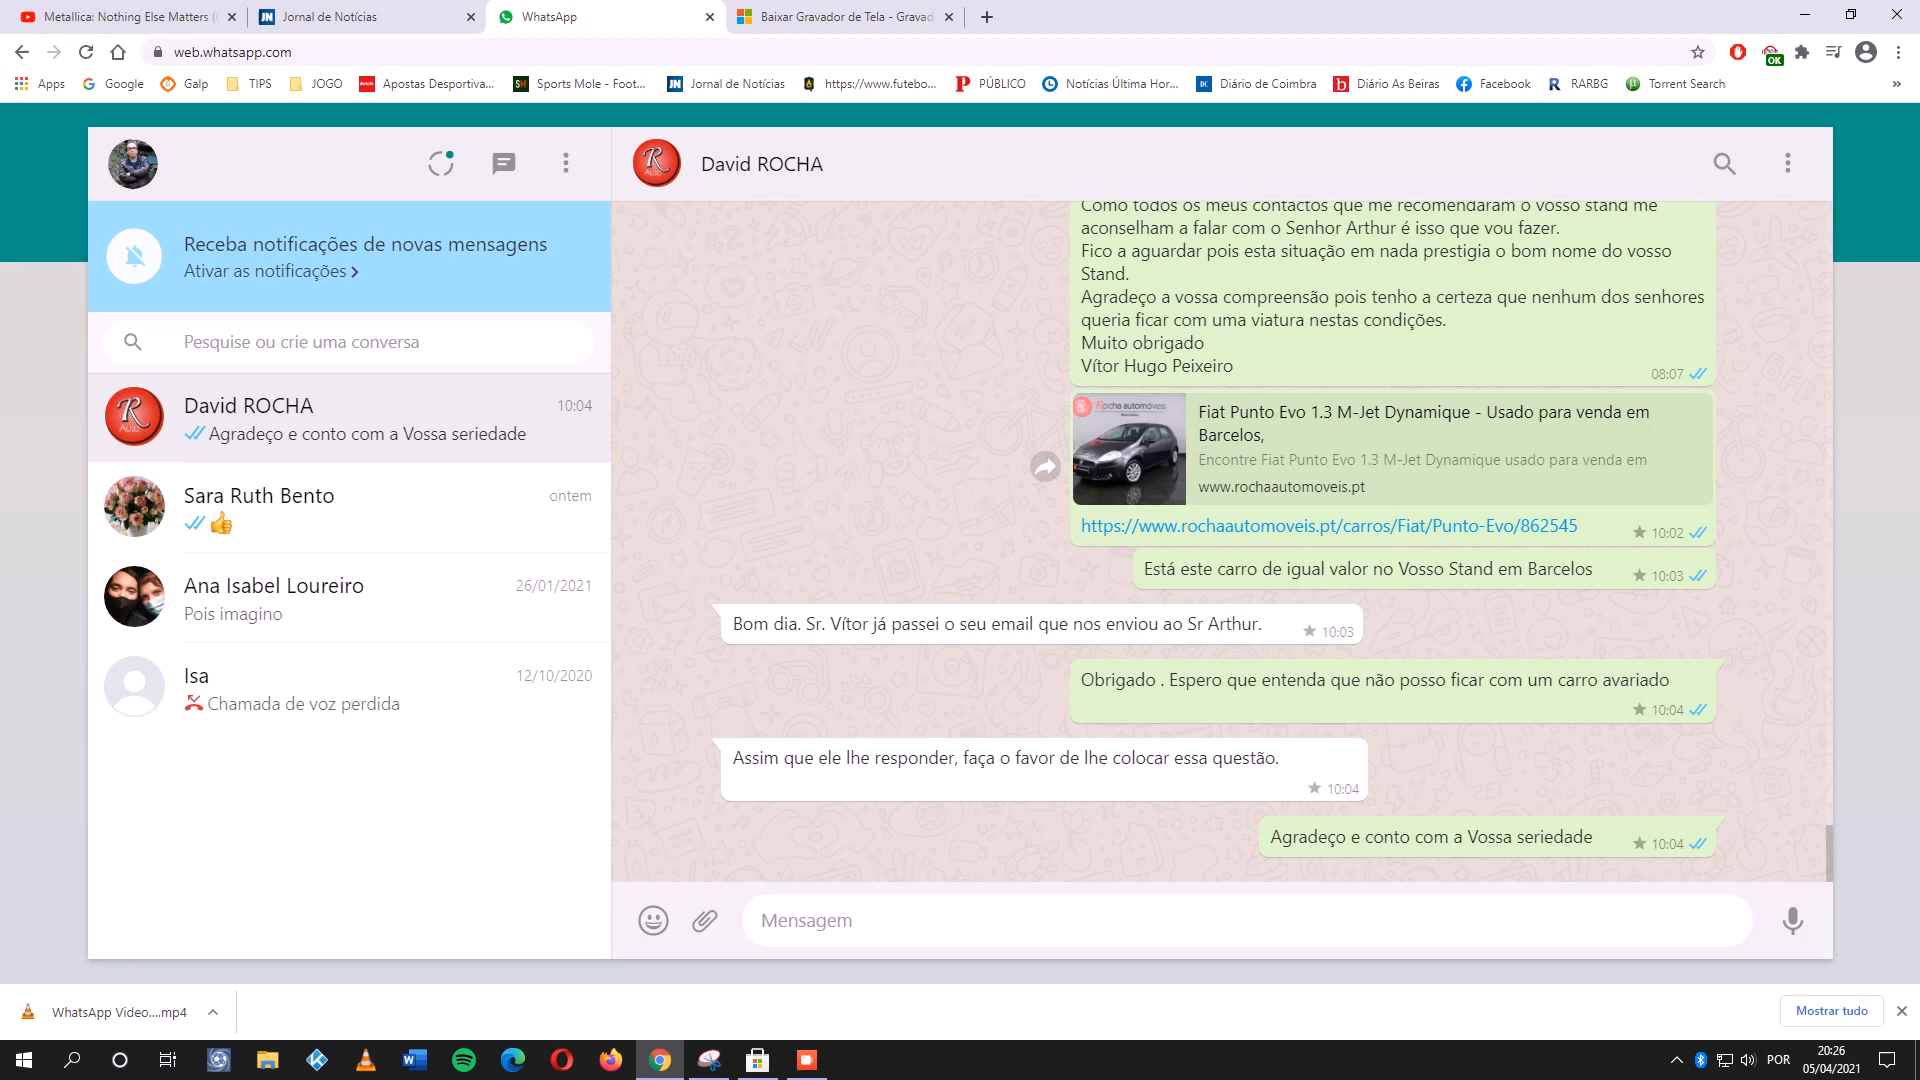 Metallica: Nothing Else Matters (
Jornal de Notícias
WhatsApp
Baixar Gravador de Tela - Gravad
web.whatsapp.com
OK
Apps
Google
Galp
TIPS
JOGO
Apostas Desportiva...
Sports Mole - Foot...
Jornal de Notícias
https://www.futebo...
PÚBLICO
Notícias Última Hor...
Diário de Coimbra
Diário As Beiras
Facebook
RARBG
Torrent Search
David ROCHA
Receba notificações de novas mensagens
Ativar as notificações
Pesquise ou crie uma conversa
David ROCHA
10:04
Agradeço e conto com a Vossa seriedade
Sara Ruth Bento
ontem
Ana Isabel Loureiro
26/01/2021
Pois imagino
Isa
12/10/2020
Chamada de voz perdida
Como todos os meus contactos que me recomendaram o vosso stand me
aconselham a falar com o Senhor Arthur é isso que vou fazer.
Fico a aguardar pois esta situação em nada prestigia o bom nome do vosso
Stand.
Agradeço a vossa compreensão pois tenho a certeza que nenhum dos senhores
queria ficar com uma viatura nestas condições.
Muito obrigado
Vítor Hugo Peixeiro
08:07
Rocha automóveis
Fiat Punto Evo 1.3 M-Jet Dynamique - Usado para venda em
Barcelos,
Encontre Fiat Punto Evo 1.3 M-Jet Dynamique usado para venda em
www.rochaautomoveis.pt
https://www.rochaautomoveis.pt/carros/Fiat/Punto-Evo/862545
10:02
Está este carro de igual valor no Vosso Stand em Barcelos
10:03
Bom dia. Sr. Vítor já passei o seu email que nos enviou ao Sr Arthur.
10:03
Obrigado . Espero que entenda que não posso ficar com um carro avariado
10:04
Assim que ele lhe responder, faça o favor de lhe colocar essa questão.
10:04
Agradeço e conto com a Vossa seriedade
10:04
Mensagem
WhatsApp Video....mp4
Mostrar tudo
POR
20:26
05/04/2021